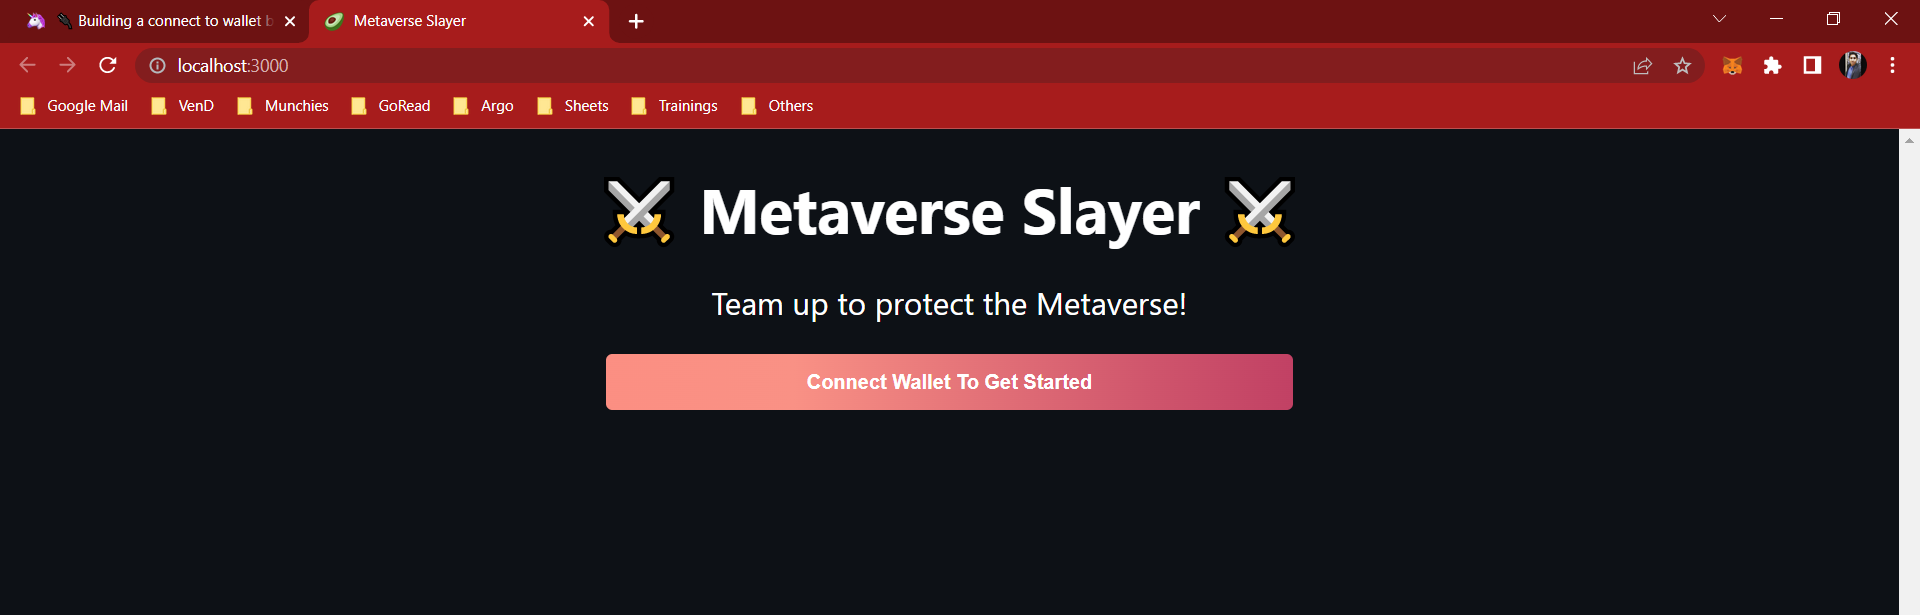 Building a connect to wallet b
Metaverse Slayer
localhost:3000
Google Mail VenD Munchies GoRead Argo Sheets Trainings Others
Metaverse Slayer
Team up to protect the Metaverse!
Connect Wallet To Get Started